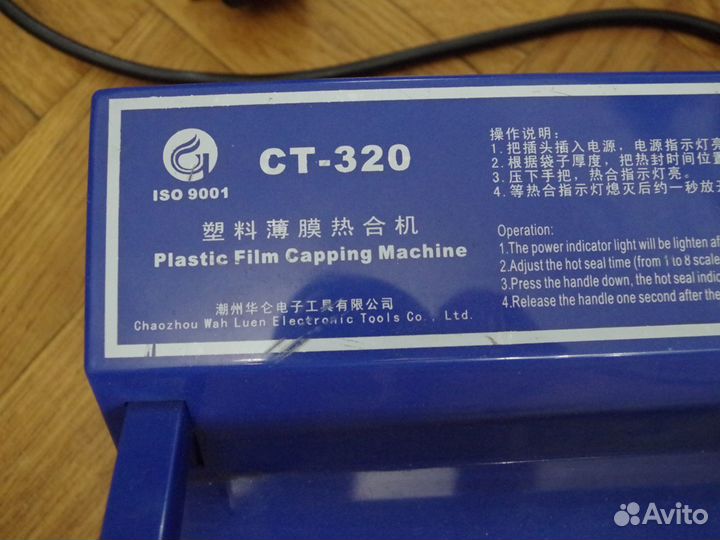 CT-320
ISO 9001
塑料薄膜热合机
Plastic Film Capping Machine
潮州华仑电子工具有限公司
Chaozhou Wah Luen Electronic Tools Co., Ltd.
操作说明:
1. 把插头插入电源，电源指示灯亮
2. 根据袋子厚度，把热封时间位置
3. 压下手把，热合指示灯亮。
4. 等热合指示灯熄灭后约一秒放开
Operation:
1.The power indicator light will be lighten af
2.Adjust the hot seal time (from 1 to 8 scale
3.Press the handle down, the hot seal indic
4.Release the handle one second after the
Avito